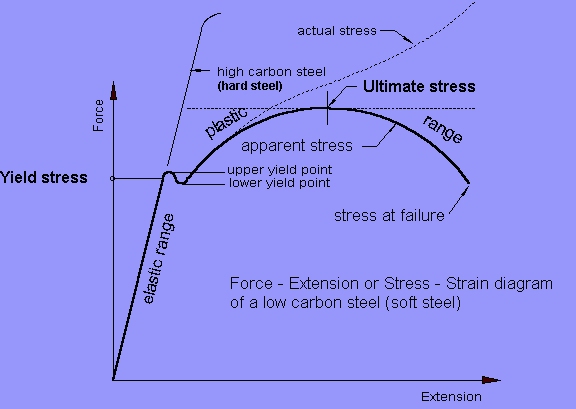 actual stress
high carbon steel
(hard steel)
Ultimate stress
Force
plastic
range
apparent stress
upper yield point
Yield stress
lower yield point
stress at failure
elastic range
Force - Extension or Stress - Strain diagram
of a low carbon steel (soft steel)
Extension